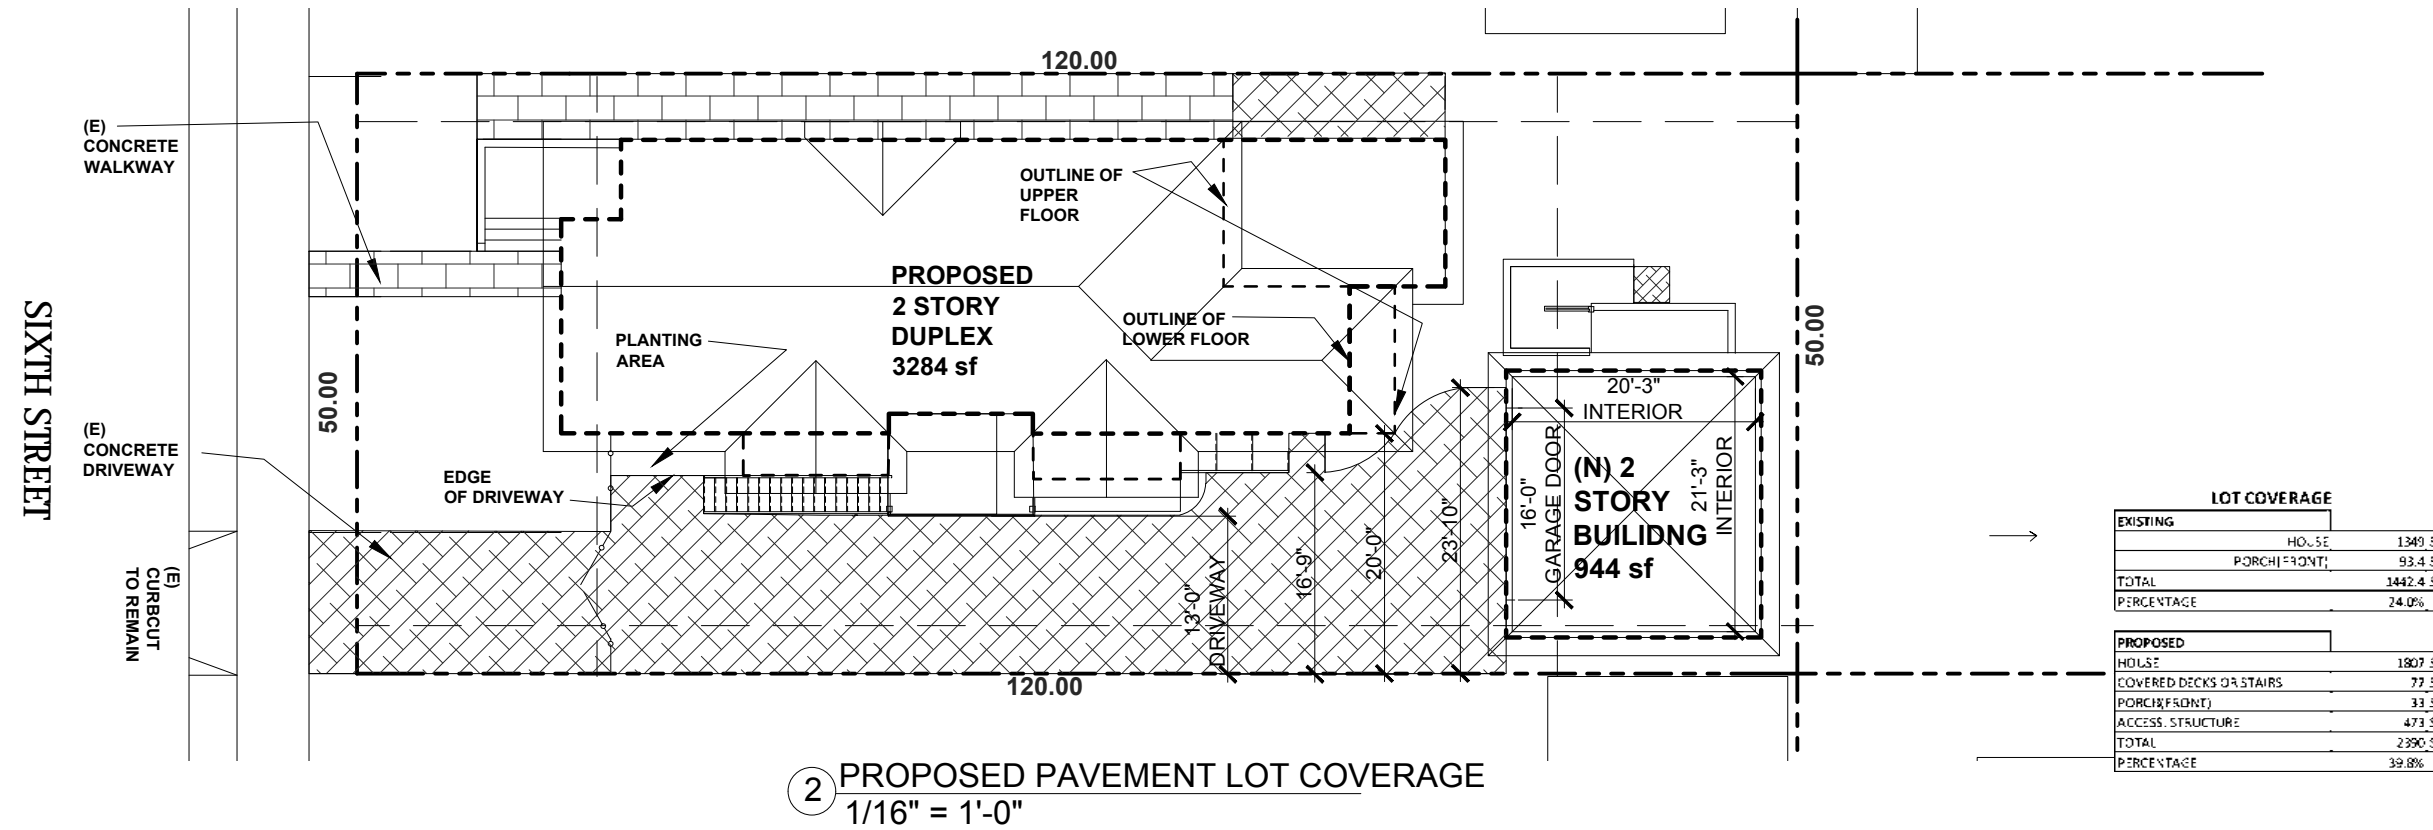 120.00
(E)
CONCRETE
WALKWAY
OUTLINE OF
UPPER
FLOOR
PROPOSED
2 STORY
DUPLEX
3284 sf
PLANTING
AREA
OUTLINE OF
LOWER FLOOR
50.00
50.00
SIXTH STREET
(E)
CONCRETE
DRIVEWAY
EDGE
OF DRIVEWAY
20'-3"
INTERIOR
21'-3"
INTERIOR
16'-0"
GARAGE DOOR
(N) 2
STORY
BUILIDNG
944 sf
13'-0"
DRIVEWAY
16'-9"
20'-0"
23'-10"
(E)
CURBCUT
TO REMAIN
120.00
2 PROPOSED PAVEMENT LOT COVERAGE
1/16" = 1'-0"
LOT COVERAGE
EXISTING
HOUSE 1349
PORCH(FRONT) 93.4
TOTAL 1442.4
PERCENTAGE 24.0%
PROPOSED
HOUSE 1807
COVERED DECKS OR STAIRS 77
PORCH(FRONT) 33
ACCESS. STRUCTURE 473
TOTAL 2390
PERCENTAGE 39.8%